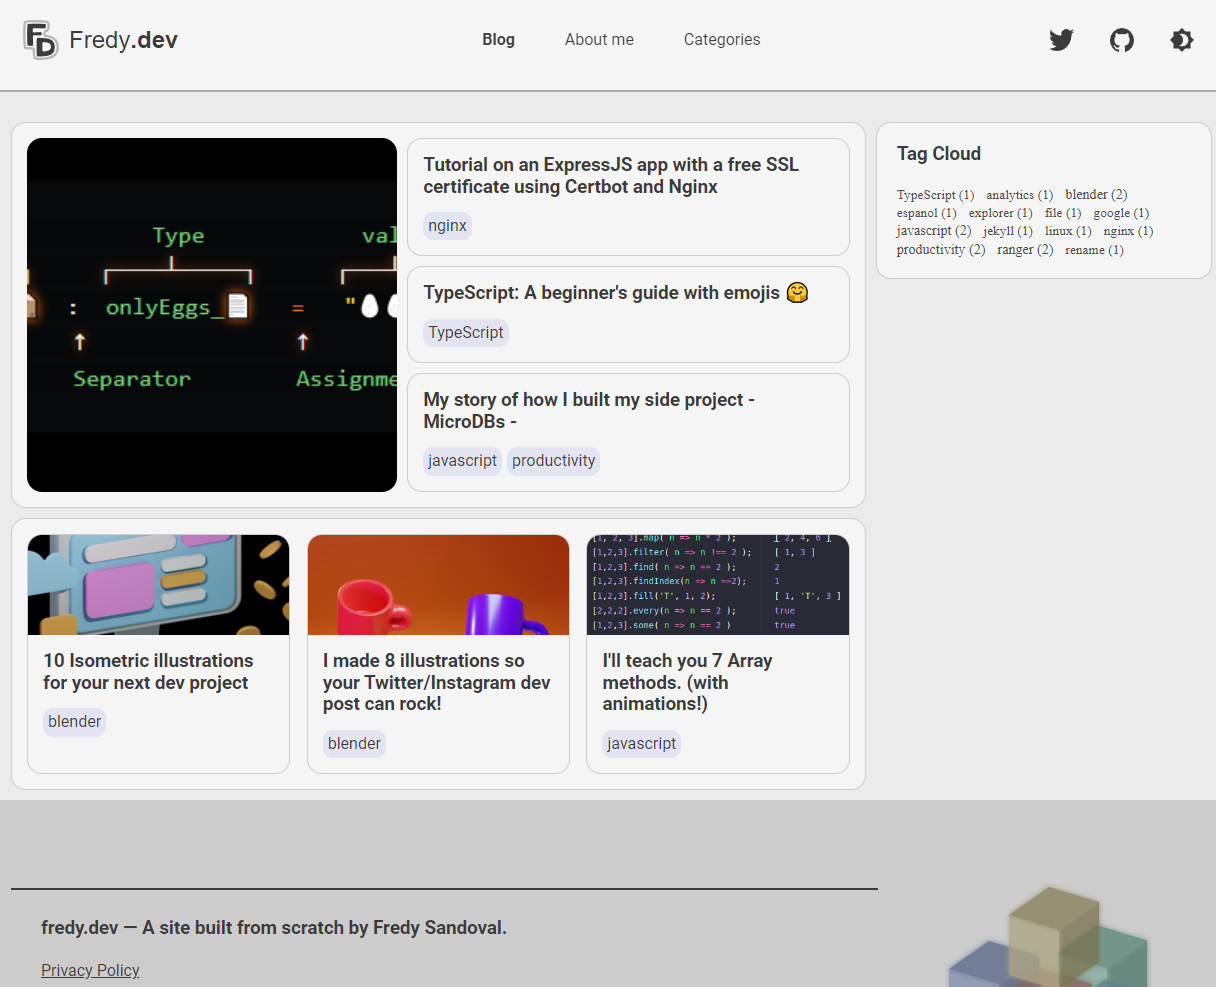 FD Fredy.dev
Blog About me Categories
Type val
: onlyEggs_ = "
Separator Assignme
Tutorial on an ExpressJS app with a free SSL
certificate using Certbot and Nginx
nginx
TypeScript: A beginner's guide with emojis 🤗
TypeScript
My story of how I built my side project -
MicroDBs -
javascript productivity
Tag Cloud
TypeScript (1) analytics (1) blender (2)
espanol (1) explorer (1) file (1) google (1)
javascript (2) jekyll (1) linux (1) nginx (1)
productivity (2) ranger (2) rename (1)
10 Isometric illustrations
for your next dev project
blender
I made 8 illustrations so
your Twitter/Instagram dev
post can rock!
blender
[1, 2, 3].map( n => n * 2 ); [ 2, 4, 6 ]
[1,2,3].filter( n => n !== 2 ); [ 1, 3 ]
[1,2,3].find( n => n == 2 ); 2
[1,2,3].findIndex(n => n ==2); 1
[1,2,3].fill('T', 1, 2); [ 1, 'T', 3 ]
[2,2,2].every(n => n == 2 ); true
[1,2,3].some( n => n == 2 ) true
I'll teach you 7 Array
methods. (with
animations!)
javascript
fredy.dev — A site built from scratch by Fredy Sandoval.
Privacy Policy